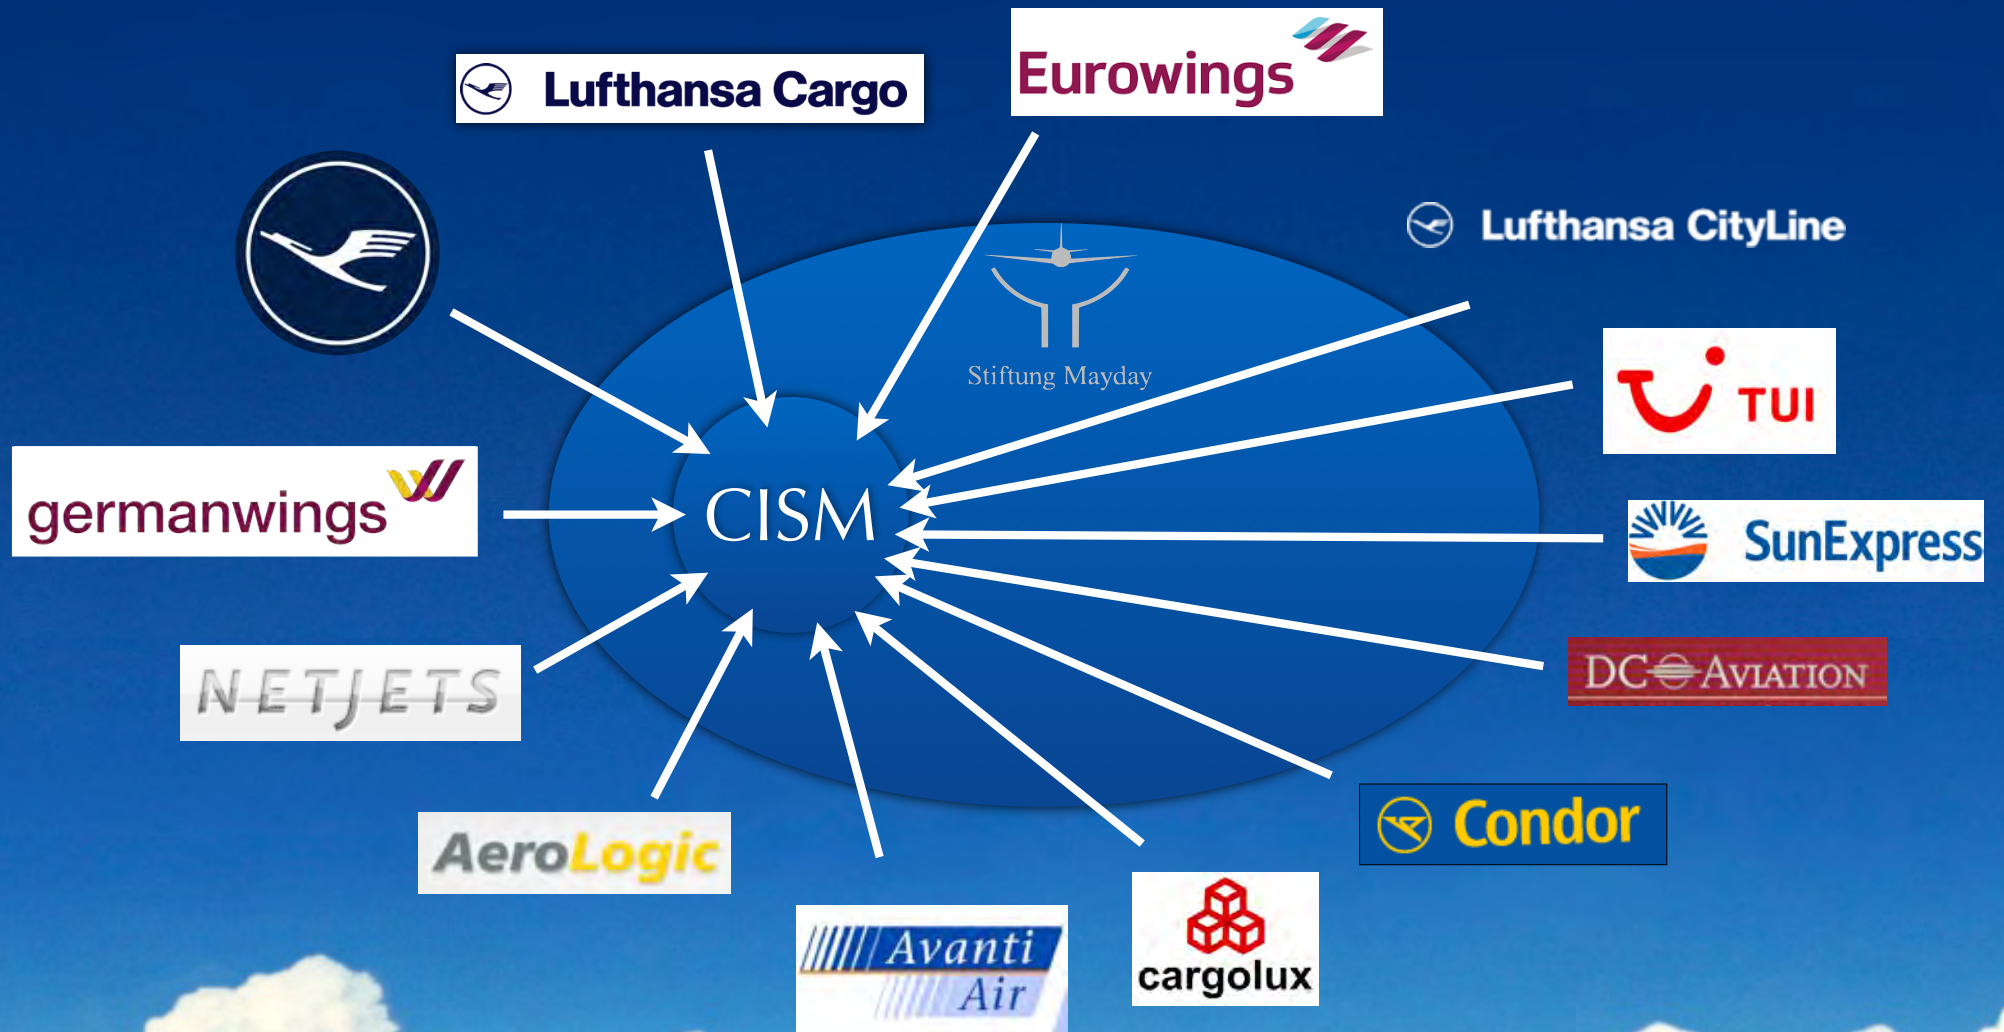 Lufthansa Cargo
Eurowings
Lufthansa CityLine
Stiftung Mayday
TUI
germanwings
CISM
SunExpress
NETJETS
DC AVIATION
AeroLogic
Condor
Avanti
Air
cargolux